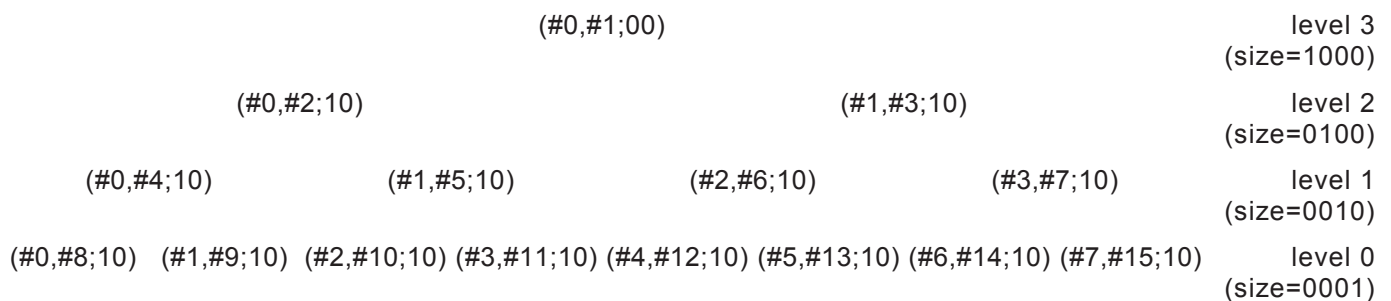 (#0,#1;00) level 3
(size=1000)
(#0,#2;10) (#1,#3;10) level 2
(size=0100)
(#0,#4;10) (#1,#5;10) (#2,#6;10) (#3,#7;10) level 1
(size=0010)
(#0,#8;10) (#1,#9;10) (#2,#10;10) (#3,#11;10) (#4,#12;10) (#5,#13;10) (#6,#14;10) (#7,#15;10) level 0
(size=0001)